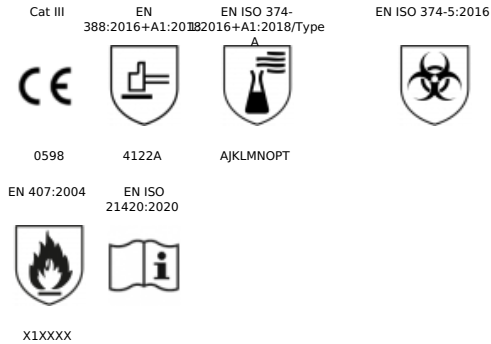 Cat III
EN
388:2016+A1:2018
EN ISO 374-
1:2016+A1:2018/Type
A
EN ISO 374-5:2016
CE
0598
4122A
AJKLMNOPT
EN 407:2004
EN ISO
21420:2020
i
X1XXXX